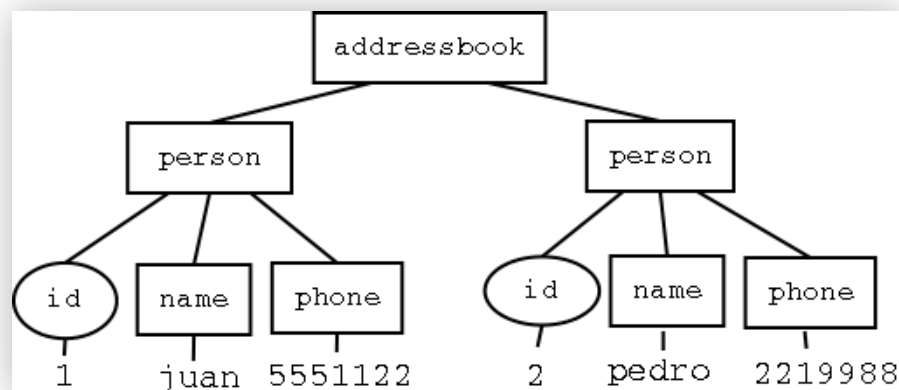 addressbook
person person
id name phone id name phone
1 juan 5551122 2 pedro 2219988